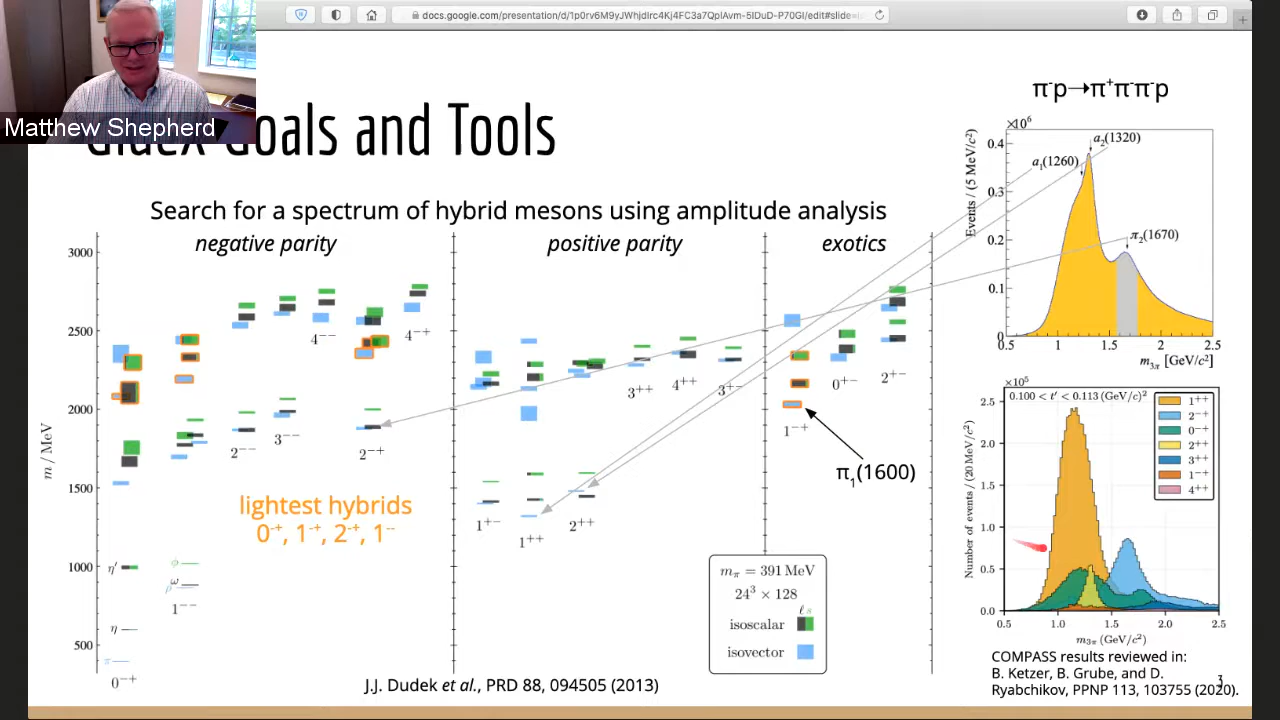 docs.google.com/presentation/d/1p0rv6M9yJWhjdIrc4Kj4FC3a7QplAvm-5IDuD-P70GI/edit#slide=
Matthew Shepherd
GlueX Goals and Tools
Search for a spectrum of hybrid mesons using amplitude analysis
negative parity
positive parity
exotics
m / MeV
3000
2500
2000
1500
1000
500
4⁻⁻
4⁻⁺
2⁻⁻
3⁻⁻
2⁻⁺
lightest hybrids
0⁻⁺, 1⁻⁺, 2⁻⁺, 1⁻⁻
η′
ϕ
ω
ρ
1⁻⁻
η
π
0⁻⁺
3⁺⁺
4⁺⁺
3⁺⁻
1⁺⁻
1⁺⁺
2⁺⁺
0⁺⁻
2⁺⁻
1⁻⁺
π₁(1600)
mπ = 391 MeV
24³ × 128
ℓ s
isoscalar
isovector
J.J. Dudek et al., PRD 88, 094505 (2013)
π⁻p→π⁺π⁻π⁻p
×10⁶
a₂(1320)
a₁(1260)
π₂(1670)
Events / (5 MeV/c²)
0.4
0.3
0.2
0.1
0
0.5 1 1.5 2 2.5
m3π [GeV/c²]
×10⁵
0.100 < t′ < 0.113 (GeV/c)²
1⁺⁺
2⁻⁺
0⁻⁺
2⁺⁺
3⁺⁺
1⁻⁺
4⁺⁺
Number of events / (20 MeV/c²)
2.5
2.0
1.5
1.0
0.5
0.0
0.5 1.0 1.5 2.0 2.5
m3π (GeV/c²)
COMPASS results reviewed in:
B. Ketzer, B. Grube, and D.
Ryabchikov, PPNP 113, 103755 (2020).
3